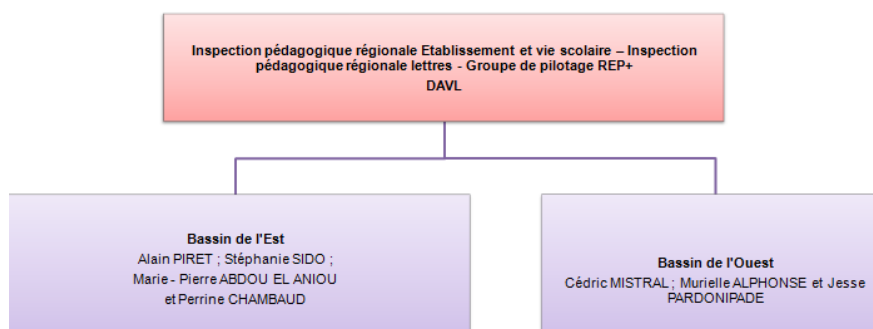 Inspection pédagogique régionale Etablissement et vie scolaire – Inspection
pédagogique régionale lettres - Groupe de pilotage REP+
DAVL
Bassin de l'Est
Alain PIRET ; Stéphanie SIDO ;
Marie - Pierre ABDOU EL ANIOU
et Perrine CHAMBAUD
Bassin de l'Ouest
Cédric MISTRAL ; Murielle ALPHONSE et Jesse
PARDONIPADE